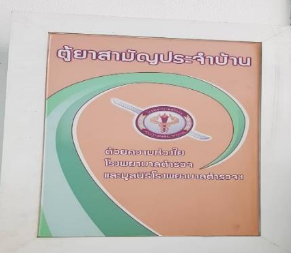 ตู้ยาสามัญประจำบ้าน
ด้วยความห่วงใย
โรงพยาบาลตำรวจ
และมูลนิธิโรงพยาบาลตำรวจฯ